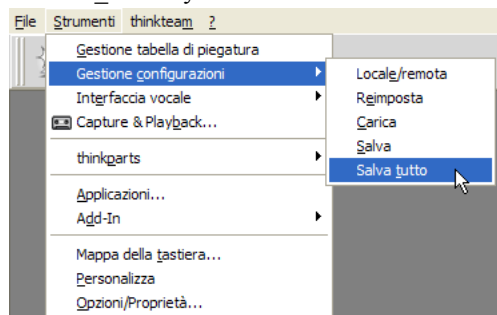 File Strumenti thinkteam ?
Gestione tabella di piegatura
Gestione configurazioni
Interfaccia vocale
Capture & Playback...
thinkparts
Applicazioni...
Add-In
Mappa della tastiera...
Personalizza
Opzioni/Proprietà...
Locale/remota
Reimposta
Carica
Salva
Salva tutto